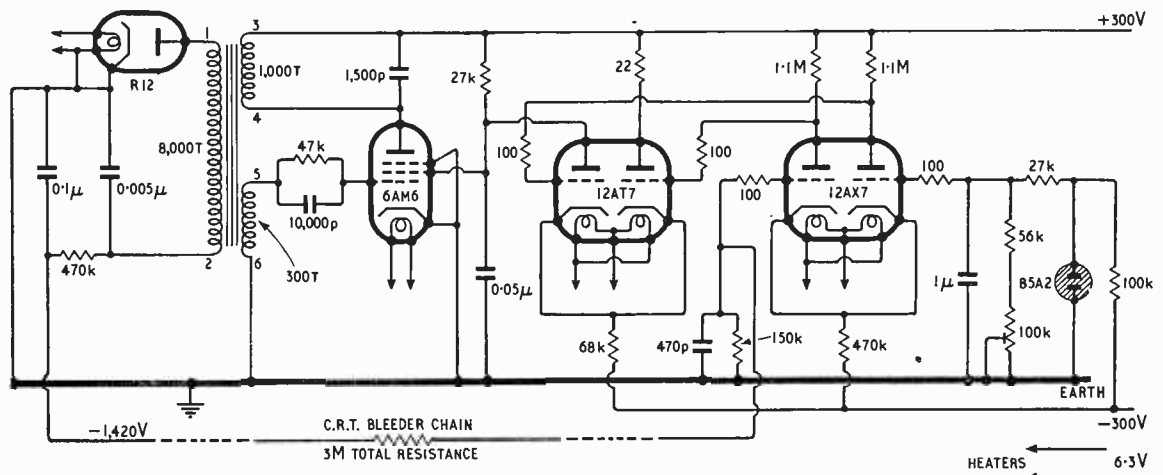 +300V
1
3
R12
1,000T
1,500p
27k
22
1·1M
1·1M
4
8,000T
47k
100
100
0·1μ
0·005μ
5
6AM6
12AT7
100
12AX7
100
27k
10,000p
56k
2
470k
6
300T
0·05μ
1μ
85A2
100k
68k
470p
150k
470k
100k
EARTH
-1,420V
C.R.T. BLEEDER CHAIN
3M TOTAL RESISTANCE
-300V
HEATERS
6·3V